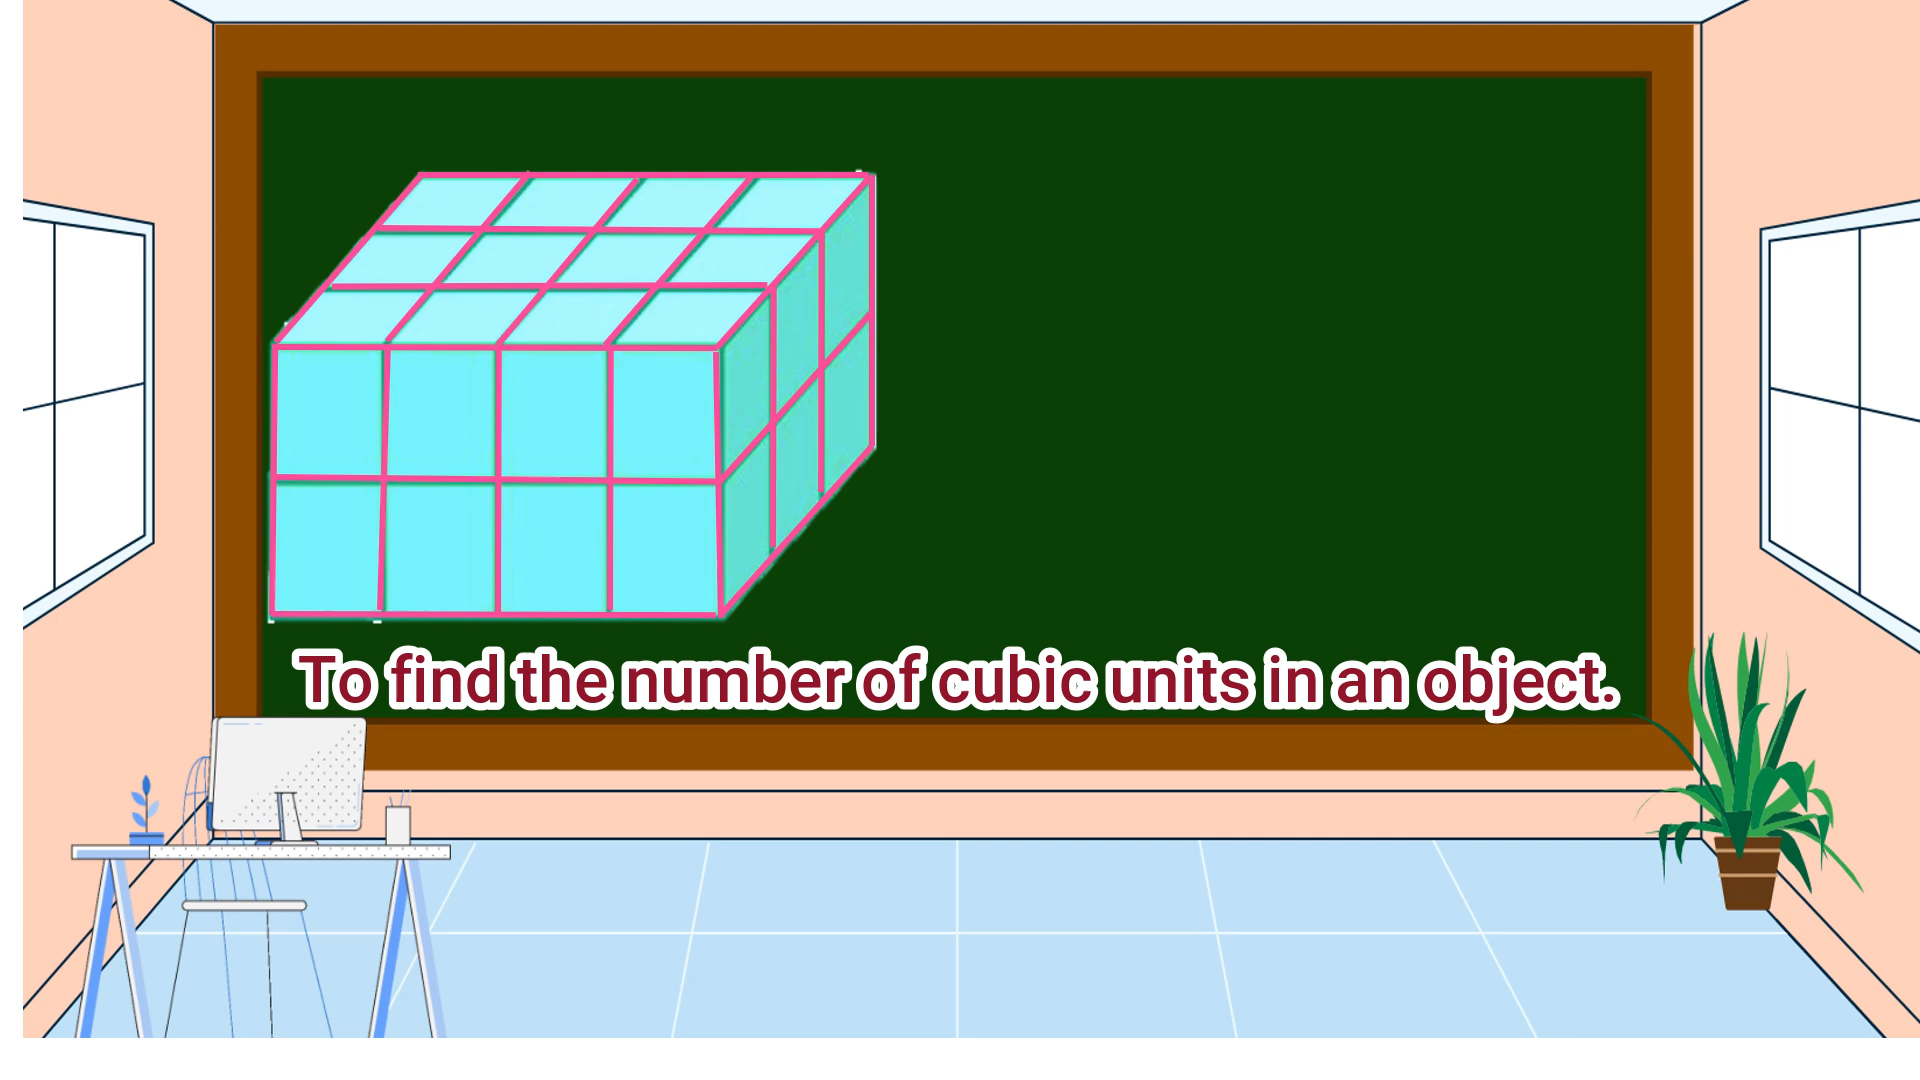 To find the number of cubic units in an object.